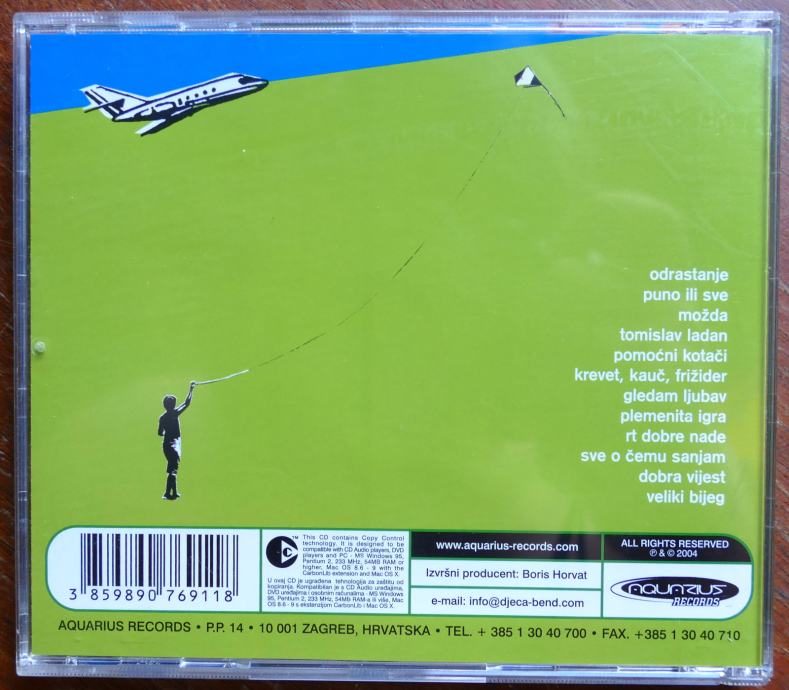 odrastanje
puno ili sve
možda
tomislav ladan
pomoćni kotači
krevet, kauč, frižider
gledam ljubav
plemenita igra
rt dobre nade
sve o čemu sanjam
dobra vijest
veliki bijeg
3 859890 769118
™
This CD contains Copy Control
technology. It is designed to be
compatible with CD Audio players, DVD
players and PC - MS Windows 95,
Pentium 2, 233 MHz, 54MB RAM or
higher, Mac OS 8.6 - 9 with the
CarbonLib extension and Mac OS X.
U ovaj CD je ugrađena tehnologija za zaštitu od
kopiranja. Kompatibilan je s CD Audio uređajima,
DVD uređajima i osobnim računalima - MS Windows
95, Pentium 2, 233 MHz, 54MB RAM-a ili više, Mac
OS 8.6 - 9 s ekstenzijom CarbonLib i Mac OS X.
www.aquarius-records.com
Izvršni producent: Boris Horvat
e-mail: info@djeca-bend.com
ALL RIGHTS RESERVED
℗ & © 2004
AQUARIUS
RECORDS
AQUARIUS RECORDS • P.P. 14 • 10 001 ZAGREB, HRVATSKA • TEL. + 385 1 30 40 700 • FAX. +385 1 30 40 710